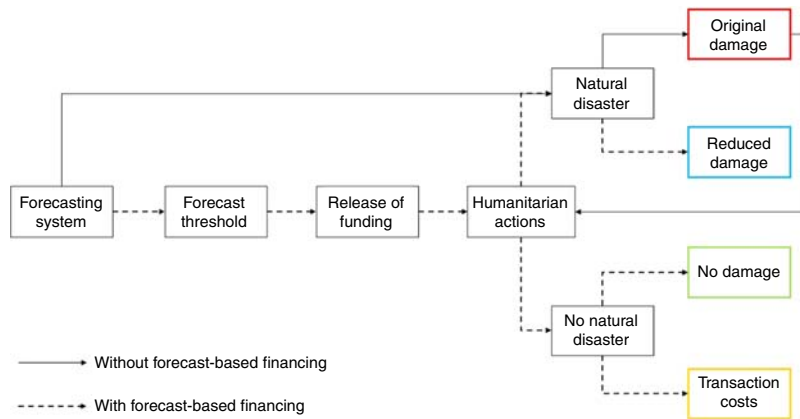 Original
damage
Natural
disaster
Reduced
damage
Forecasting
system
Forecast
threshold
Release of
funding
Humanitarian
actions
No damage
No natural
disaster
Transaction
costs
Without forecast-based financing
With forecast-based financing